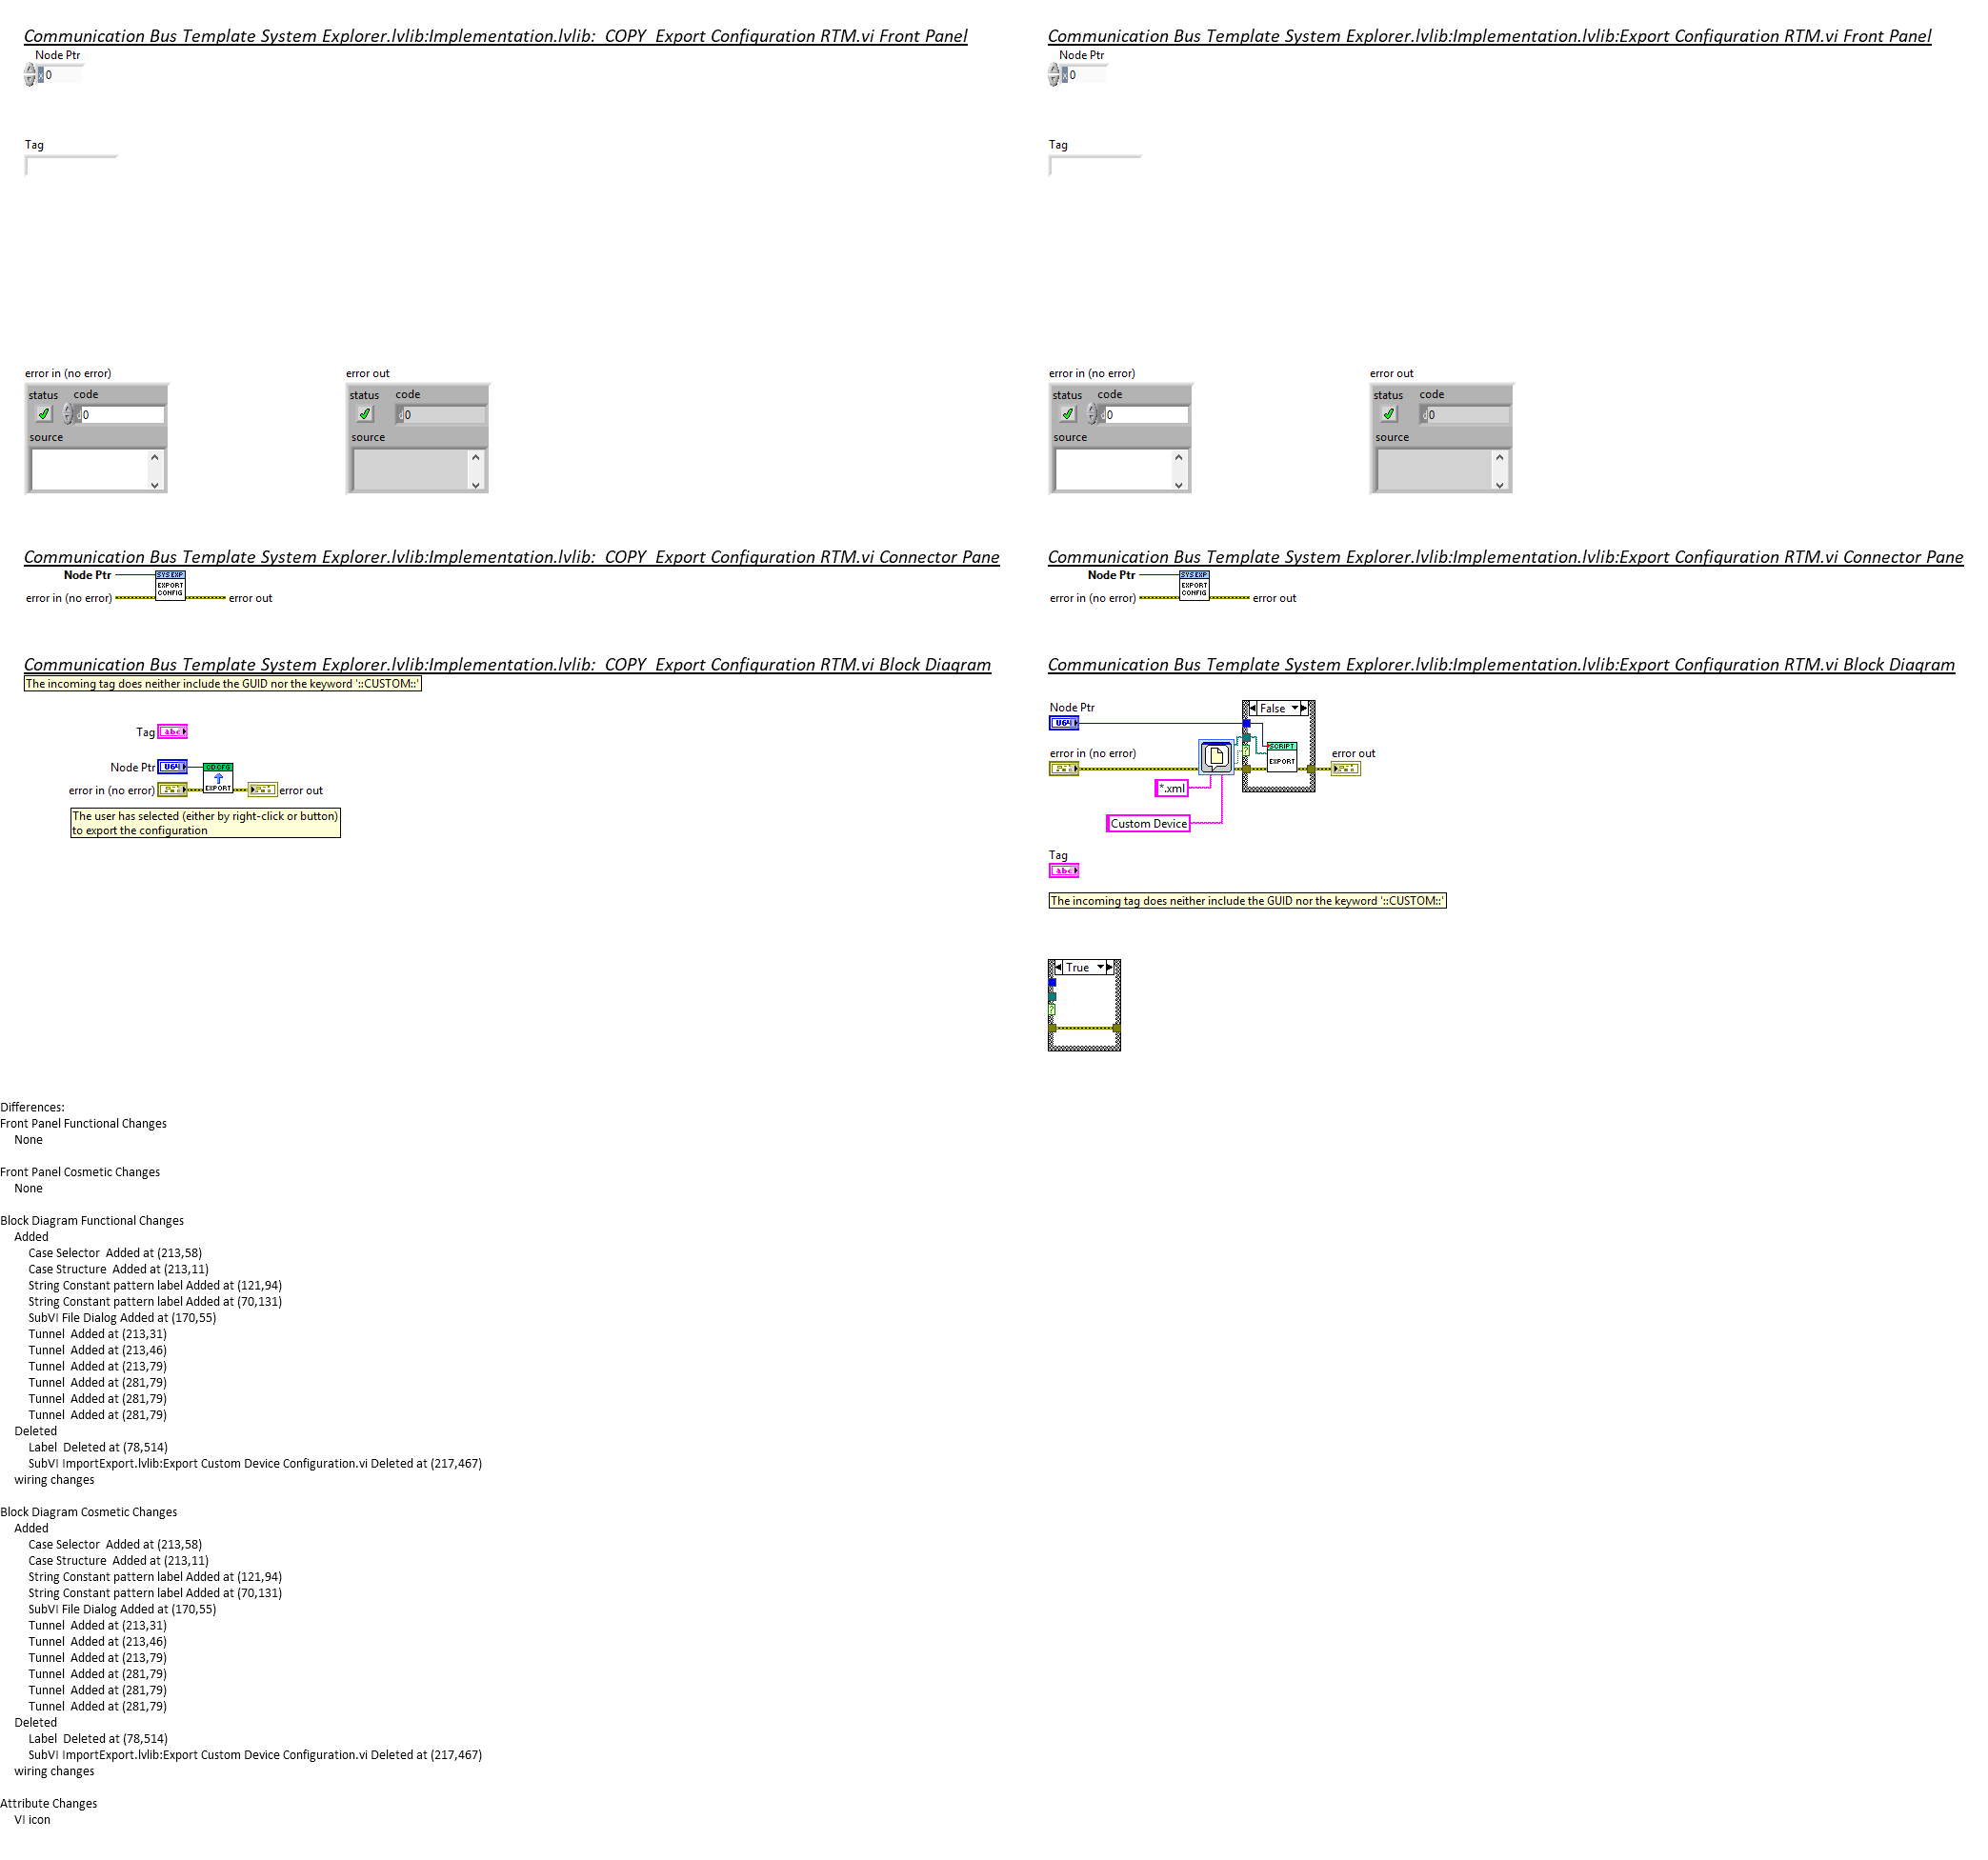 Communication Bus Template System Explorer.lvlib:Implementation.lvlib:  COPY  Export Configuration RTM.vi Front Panel
Node Ptr
x 0
Tag
error in (no error)
status code
d 0
source
error out
status code
d 0
source
Communication Bus Template System Explorer.lvlib:Implementation.lvlib:  COPY  Export Configuration RTM.vi Connector Pane
Node Ptr
SYS EXP
EXPORT
CONFIG
error in (no error)
error out
Communication Bus Template System Explorer.lvlib:Implementation.lvlib:  COPY  Export Configuration RTM.vi Block Diagram
The incoming tag does neither include the GUID nor the keyword '::CUSTOM::'
Tag
abc
Node Ptr
U64
CD CFG
EXPORT
error in (no error)
error out
The user has selected (either by right-click or button)
to export the configuration
Communication Bus Template System Explorer.lvlib:Implementation.lvlib:Export Configuration RTM.vi Front Panel
Node Ptr
x 0
Tag
error in (no error)
status code
d 0
source
error out
status code
d 0
source
Communication Bus Template System Explorer.lvlib:Implementation.lvlib:Export Configuration RTM.vi Connector Pane
Node Ptr
SYS EXP
EXPORT
CONFIG
error in (no error)
error out
Communication Bus Template System Explorer.lvlib:Implementation.lvlib:Export Configuration RTM.vi Block Diagram
Node Ptr
U64
False
error in (no error)
?
SCRIPT
EXPORT
error out
*.xml
Custom Device
Tag
abc
The incoming tag does neither include the GUID nor the keyword '::CUSTOM::'
True
?
Differences:
Front Panel Functional Changes
None
Front Panel Cosmetic Changes
None
Block Diagram Functional Changes
Added
Case Selector  Added at (213,58)
Case Structure  Added at (213,11)
String Constant pattern label Added at (121,94)
String Constant pattern label Added at (70,131)
SubVI File Dialog Added at (170,55)
Tunnel  Added at (213,31)
Tunnel  Added at (213,46)
Tunnel  Added at (213,79)
Tunnel  Added at (281,79)
Tunnel  Added at (281,79)
Tunnel  Added at (281,79)
Deleted
Label  Deleted at (78,514)
SubVI ImportExport.lvlib:Export Custom Device Configuration.vi Deleted at (217,467)
wiring changes
Block Diagram Cosmetic Changes
Added
Case Selector  Added at (213,58)
Case Structure  Added at (213,11)
String Constant pattern label Added at (121,94)
String Constant pattern label Added at (70,131)
SubVI File Dialog Added at (170,55)
Tunnel  Added at (213,31)
Tunnel  Added at (213,46)
Tunnel  Added at (213,79)
Tunnel  Added at (281,79)
Tunnel  Added at (281,79)
Tunnel  Added at (281,79)
Deleted
Label  Deleted at (78,514)
SubVI ImportExport.lvlib:Export Custom Device Configuration.vi Deleted at (217,467)
wiring changes
Attribute Changes
VI icon